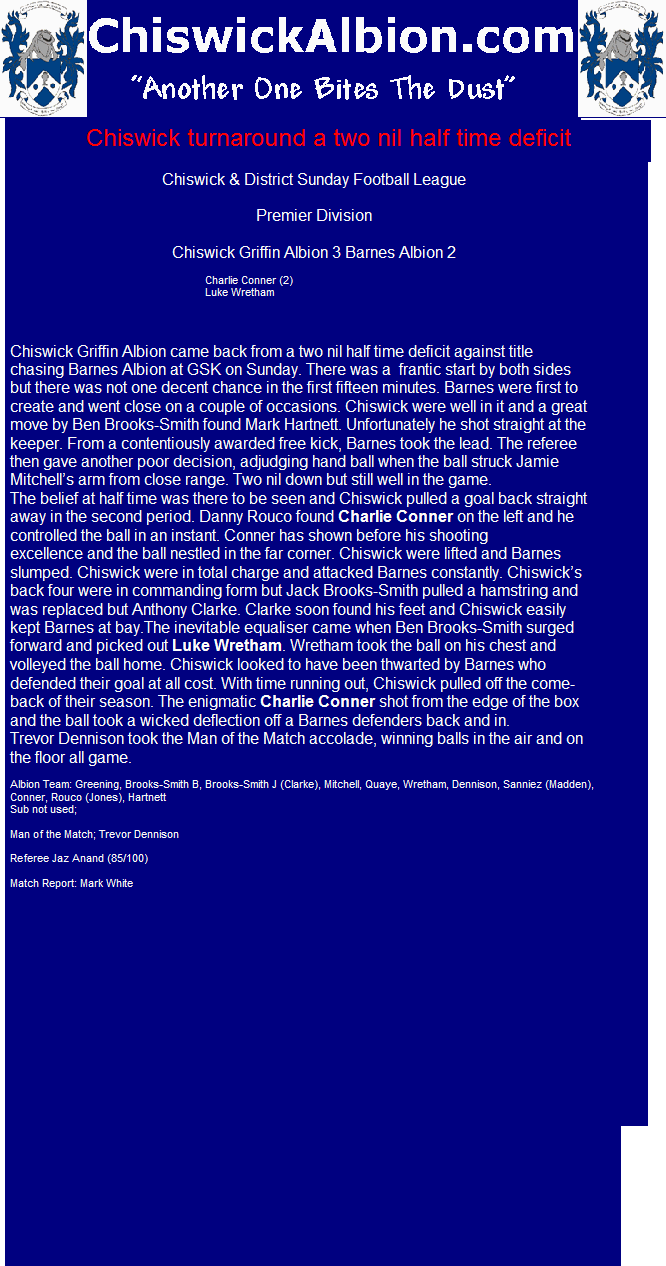 ChiswickAlbion.com
"Another One Bites The Dust"
Chiswick turnaround a two nil half time deficit
Chiswick & District Sunday Football League
Premier Division
Chiswick Griffin Albion 3 Barnes Albion 2
Charlie Conner (2)
Luke Wretham
Chiswick Griffin Albion came back from a two nil half time deficit against title
chasing Barnes Albion at GSK on Sunday. There was a  frantic start by both sides
but there was not one decent chance in the first fifteen minutes. Barnes were first to
create and went close on a couple of occasions. Chiswick were well in it and a great
move by Ben Brooks-Smith found Mark Hartnett. Unfortunately he shot straight at the
keeper. From a contentiously awarded free kick, Barnes took the lead. The referee
then gave another poor decision, adjudging hand ball when the ball struck Jamie
Mitchell's arm from close range. Two nil down but still well in the game.
The belief at half time was there to be seen and Chiswick pulled a goal back straight
away in the second period. Danny Rouco found Charlie Conner on the left and he
controlled the ball in an instant. Conner has shown before his shooting
excellence and the ball nestled in the far corner. Chiswick were lifted and Barnes
slumped. Chiswick were in total charge and attacked Barnes constantly. Chiswick's
back four were in commanding form but Jack Brooks-Smith pulled a hamstring and
was replaced but Anthony Clarke. Clarke soon found his feet and Chiswick easily
kept Barnes at bay.The inevitable equaliser came when Ben Brooks-Smith surged
forward and picked out Luke Wretham. Wretham took the ball on his chest and
volleyed the ball home. Chiswick looked to have been thwarted by Barnes who
defended their goal at all cost. With time running out, Chiswick pulled off the come-
back of their season. The enigmatic Charlie Conner shot from the edge of the box
and the ball took a wicked deflection off a Barnes defenders back and in.
Trevor Dennison took the Man of the Match accolade, winning balls in the air and on
the floor all game.
Albion Team: Greening, Brooks-Smith B, Brooks-Smith J (Clarke), Mitchell, Quaye, Wretham, Dennison, Sanniez (Madden),
Conner, Rouco (Jones), Hartnett
Sub not used;
Man of the Match; Trevor Dennison
Referee Jaz Anand (85/100)
Match Report: Mark White